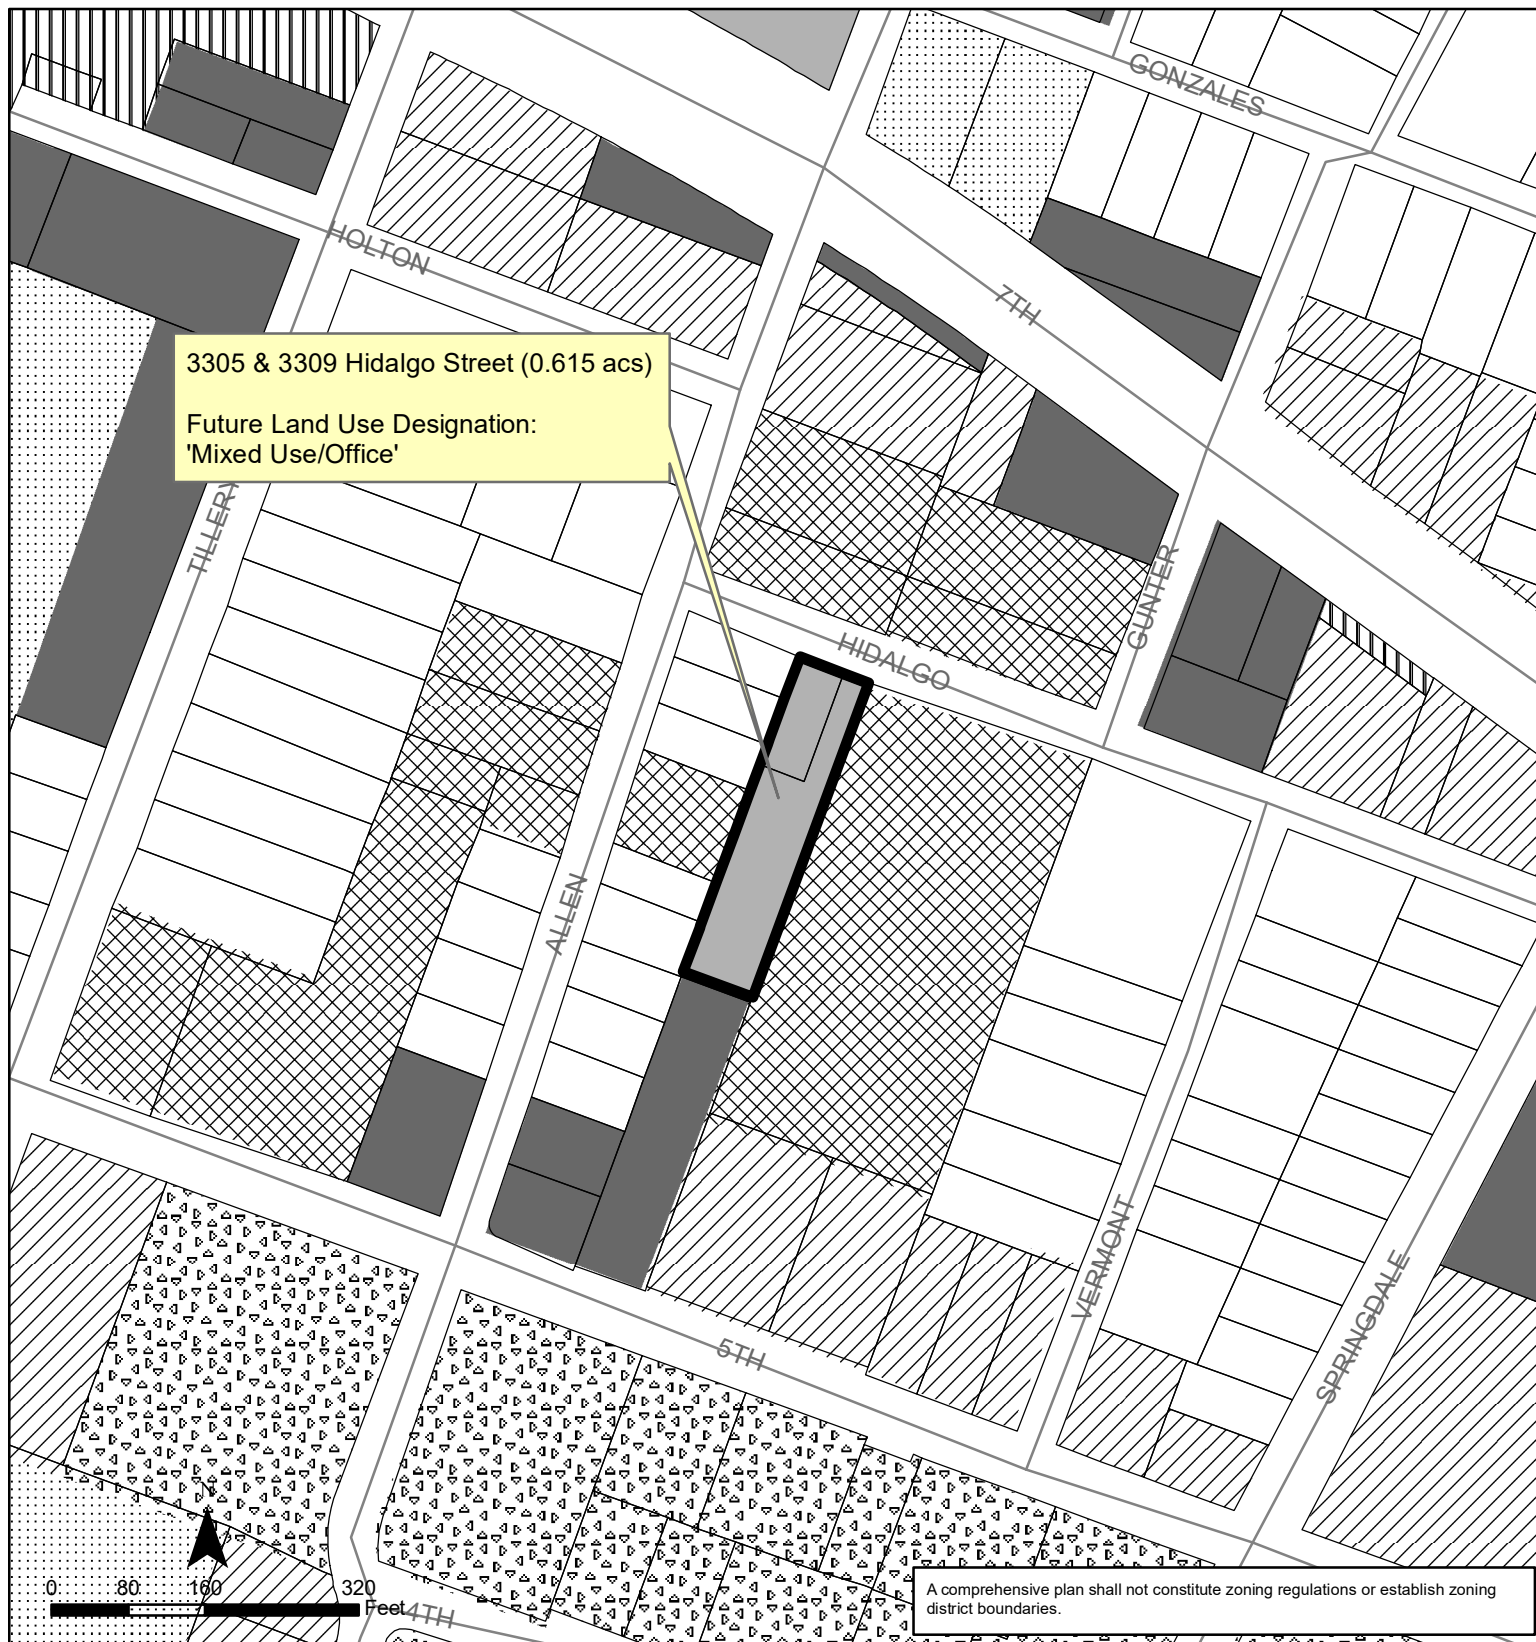 GONZALES
HOLTON
7TH
3305 & 3309 Hidalgo Street (0.615 acs)
Future Land Use Designation:
'Mixed Use/Office'
TILLERY
GUNTER
HIDALGO
ALLEN
VERMONT
SPRINGDALE
5TH
N
0 80 160 320
Feet
4TH
A comprehensive plan shall not constitute zoning regulations or establish zoning
district boundaries.